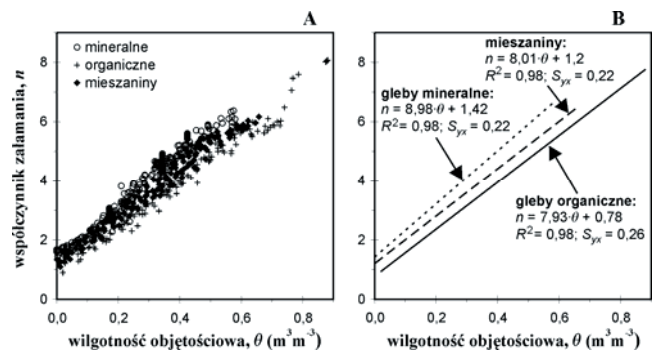 A
B
współczynnik załamania, n
8
6
4
2
0
mineralne
organiczne
mieszaniny
0,0 0,2 0,4 0,6 0,8
wilgotność objętościowa, θ (m³m⁻³)
8
6
4
2
0
mieszaniny:
n = 8,01·θ + 1,2
R² = 0,98; Syx = 0,22
gleby mineralne:
n = 8,98·θ + 1,42
R² = 0,98; Syx = 0,22
gleby organiczne:
n = 7,93·θ + 0,78
R² = 0,98; Syx = 0,26
0,0 0,2 0,4 0,6 0,8
wilgotność objętościowa, θ (m³m⁻³)